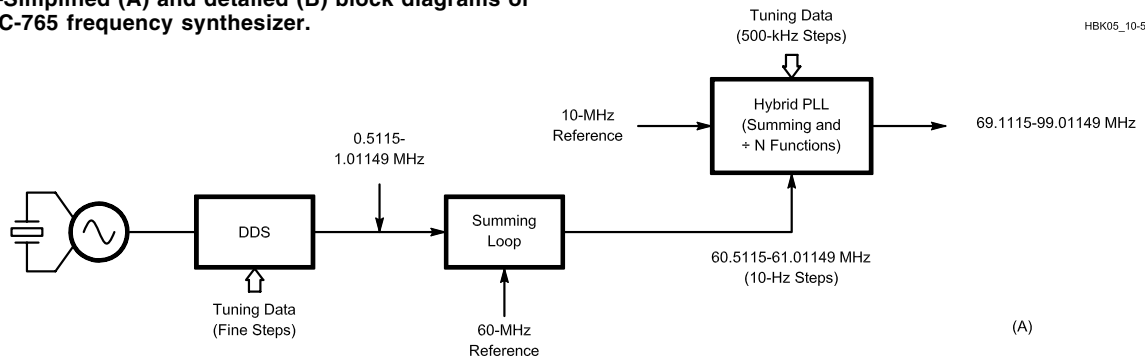 Simplified (A) and detailed (B) block diagrams of
C-765 frequency synthesizer.
HBK05_10-5
Tuning Data
(500-kHz Steps)
10-MHz
Reference
Hybrid PLL
(Summing and
÷ N Functions)
69.1115-99.01149 MHz
0.5115-
1.01149 MHz
DDS
Summing
Loop
60.5115-61.01149 MHz
(10-Hz Steps)
Tuning Data
(Fine Steps)
60-MHz
Reference
(A)